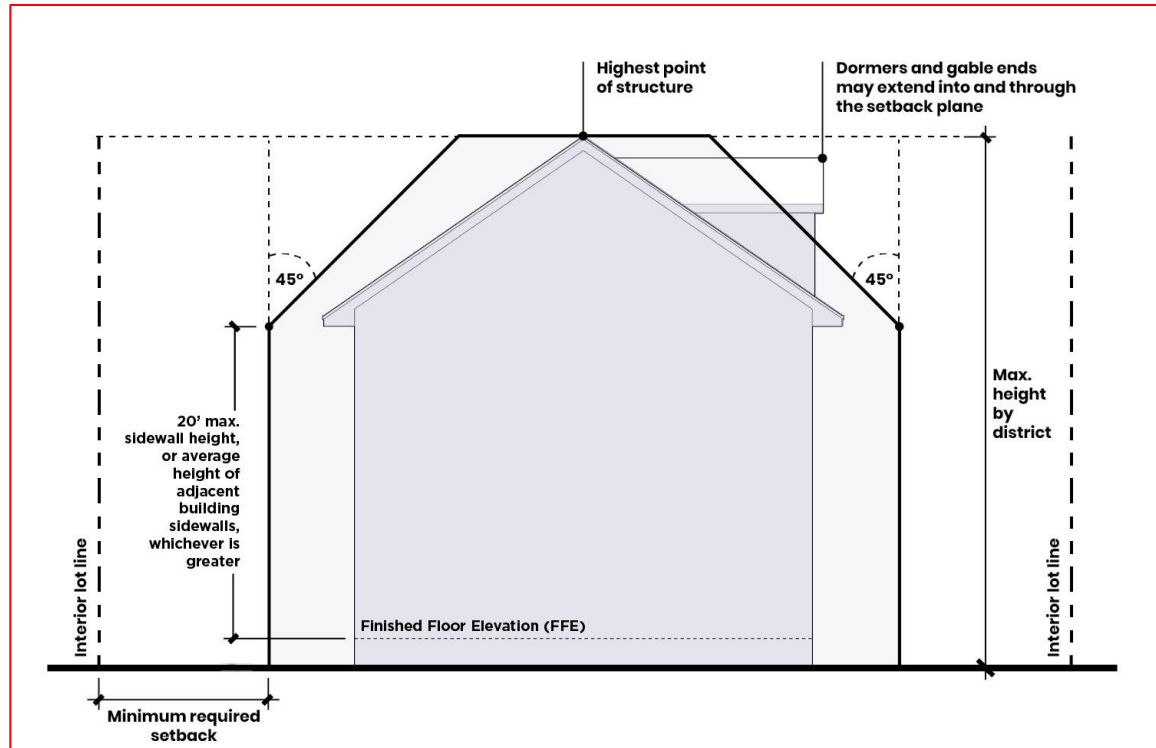 Highest point
of structure
Dormers and gable ends
may extend into and through
the setback plane
45°
45°
20’ max.
sidewall height,
or average
height of
adjacent
building
sidewalls,
whichever is
greater
Max.
height
by
district
Interior lot line
Interior lot line
Finished Floor Elevation (FFE)
Minimum required
setback